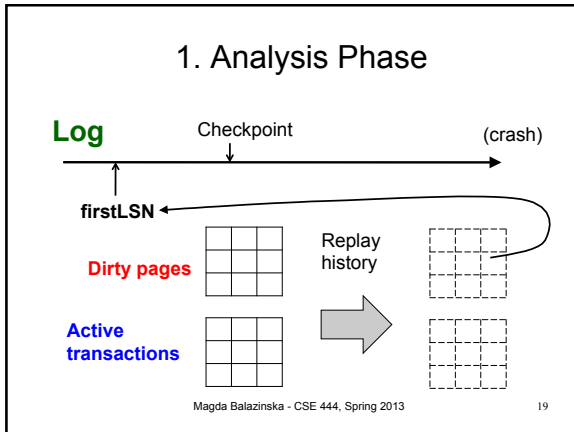 1. Analysis Phase
Log
Checkpoint
(crash)
firstLSN
Dirty pages
Replay
history
Active
transactions
Magda Balazinska - CSE 444, Spring 2013
19